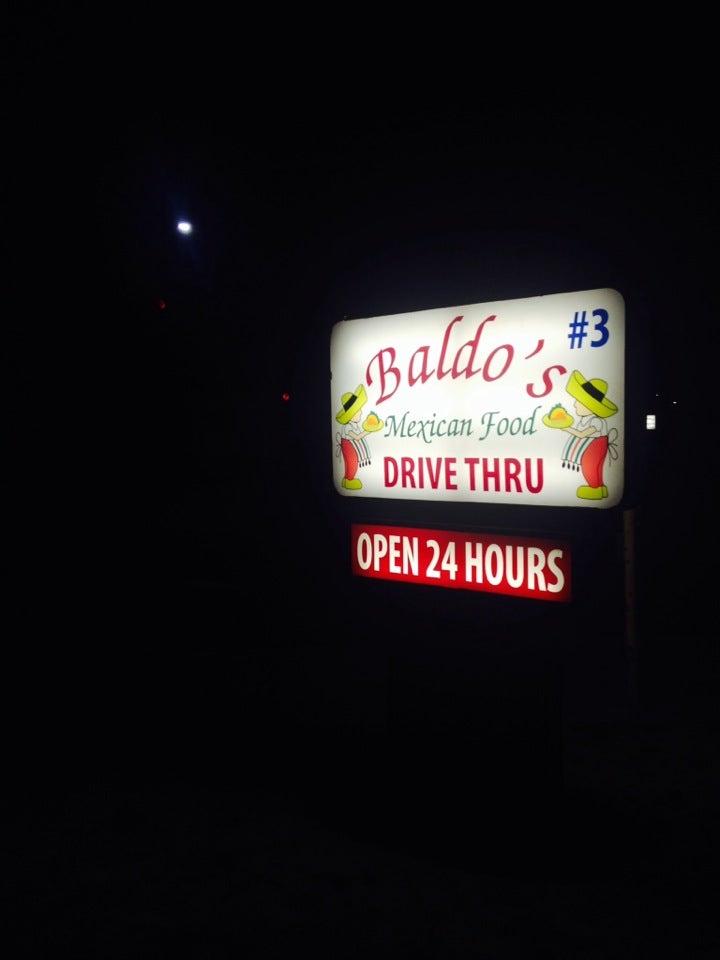 #3
Baldo's
Mexican Food
DRIVE THRU
OPEN 24 HOURS